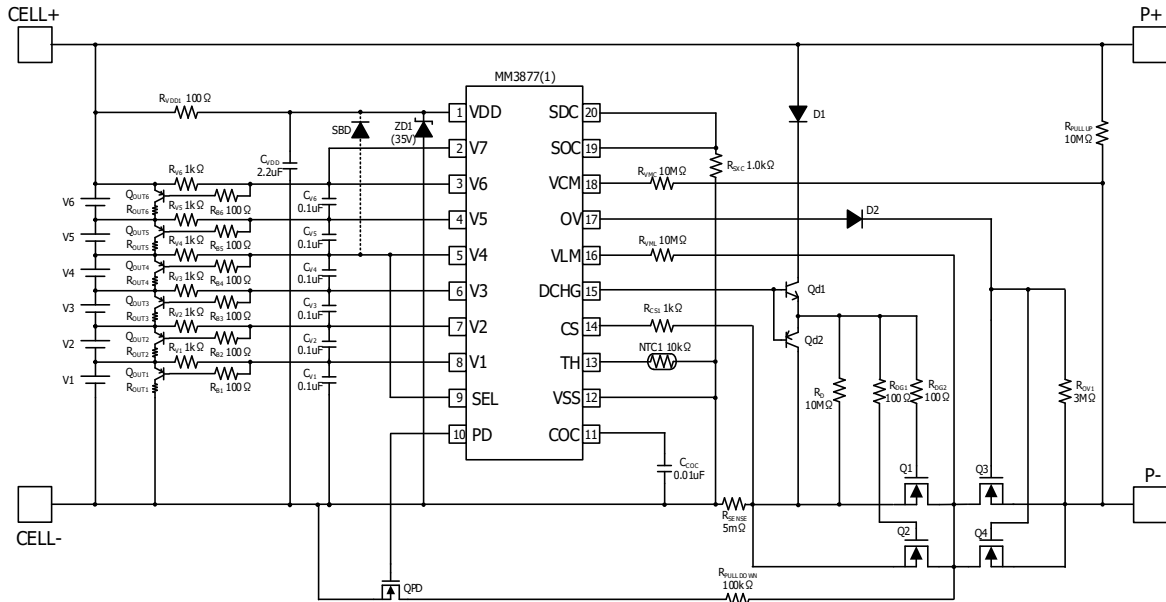 CELL+
P+
MM3877(1)
RVDD1 100Ω
SBD
ZD1
(35V)
CVDD
2.2uF
1
VDD
SDC
20
2
V7
SOC
19
3
V6
VCM
18
4
V5
OV
17
5
V4
VLM
16
6
V3
DCHG
15
7
V2
CS
14
8
V1
TH
13
9
SEL
VSS
12
10
PD
COC
11
D1
RPULLUP
10MΩ
RSXC 1.0kΩ
RVMC 10MΩ
D2
RVML 10MΩ
RCS1 1kΩ
NTC1 10kΩ
Qd1
Qd2
RV6 1kΩ
QOUT6
ROUT6
RB6 100Ω
CV6
0.1uF
V6
RV5 1kΩ
QOUT5
ROUT5
RB5 100Ω
CV5
0.1uF
V5
RV4 1kΩ
QOUT4
ROUT4
RB4 100Ω
CV4
0.1uF
V4
RV3 1kΩ
QOUT3
ROUT3
RB3 100Ω
CV3
0.1uF
V3
RV2 1kΩ
QOUT2
ROUT2
RB2 100Ω
CV2
0.1uF
V2
RV1 1kΩ
QOUT1
ROUT1
RB1 100Ω
CV1
0.1uF
V1
RD
10MΩ
RDG1
100Ω
RDG2
100Ω
ROV1
3MΩ
CCOC
0.01uF
Q1
Q3
P-
CELL-
RSENSE
5mΩ
Q2
Q4
QPD
RPULLDOWN
100kΩ